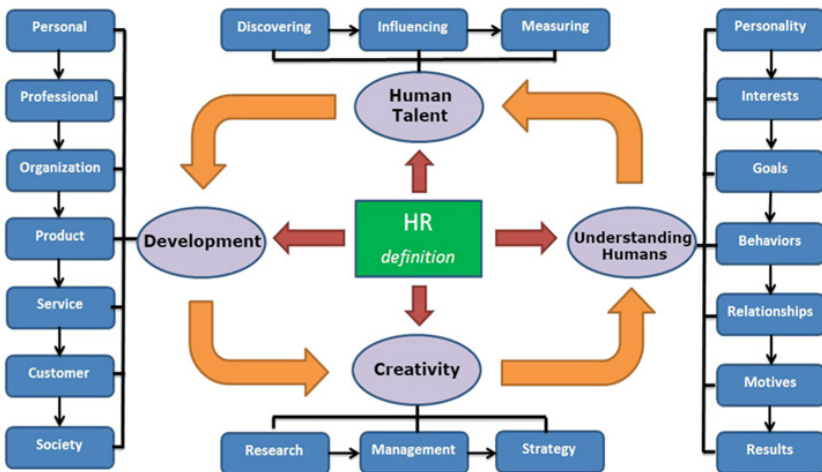 Personal
Discovering
Influencing
Measuring
Personality
Professional
Human
Talent
Interests
Organization
Goals
Product
Development
HR
definition
Understanding
Humans
Behaviors
Service
Relationships
Customer
Creativity
Motives
Society
Research
Management
Strategy
Results